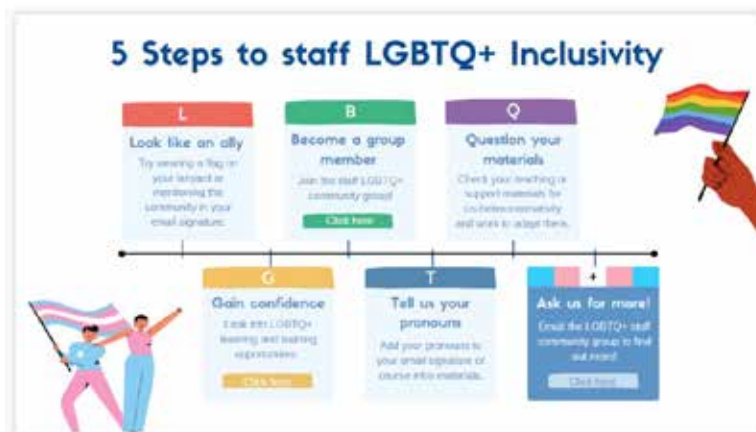 5 Steps to staff LGBTQ+ Inclusivity
L
Look like an ally
Try wearing a flag on
your lanyard or
mentioning the
community in your
email signature.
G
Gain confidence
LGBTQ+
learning and training
opportunities
Click here
B
Become a group
member
Join the staff LGBTQ+
community group!
Click here
T
Tell us your
pronouns
Add your pronouns to
your email signature or
course intro materials.
Q
Question your
materials
Check your teaching or
support materials for
cis-heteronormativity
and work to adapt them.
+
Ask us for more!
Email the LGBTQ+ staff
community group to find
out more!
Click here